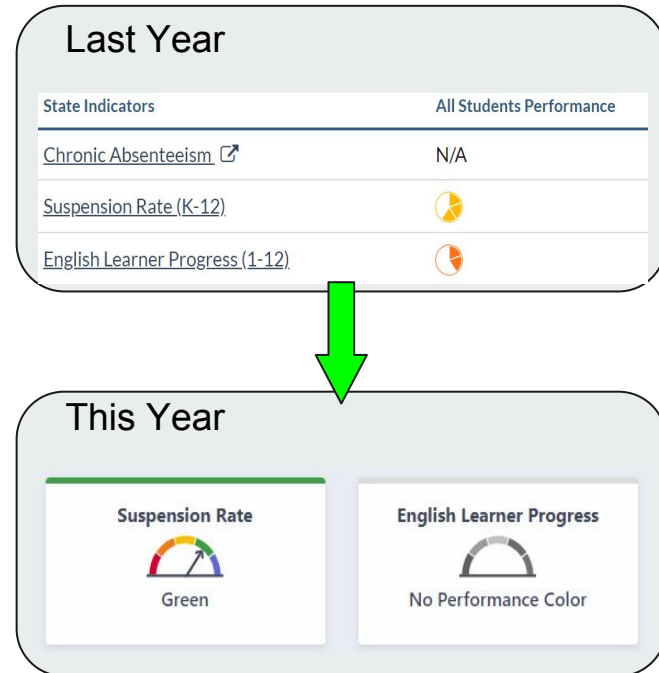 Last Year
State Indicators All Students Performance
Chronic Absenteeism N/A
Suspension Rate (K-12)
English Learner Progress (1-12)
This Year
Suspension Rate
Green
English Learner Progress
No Performance Color